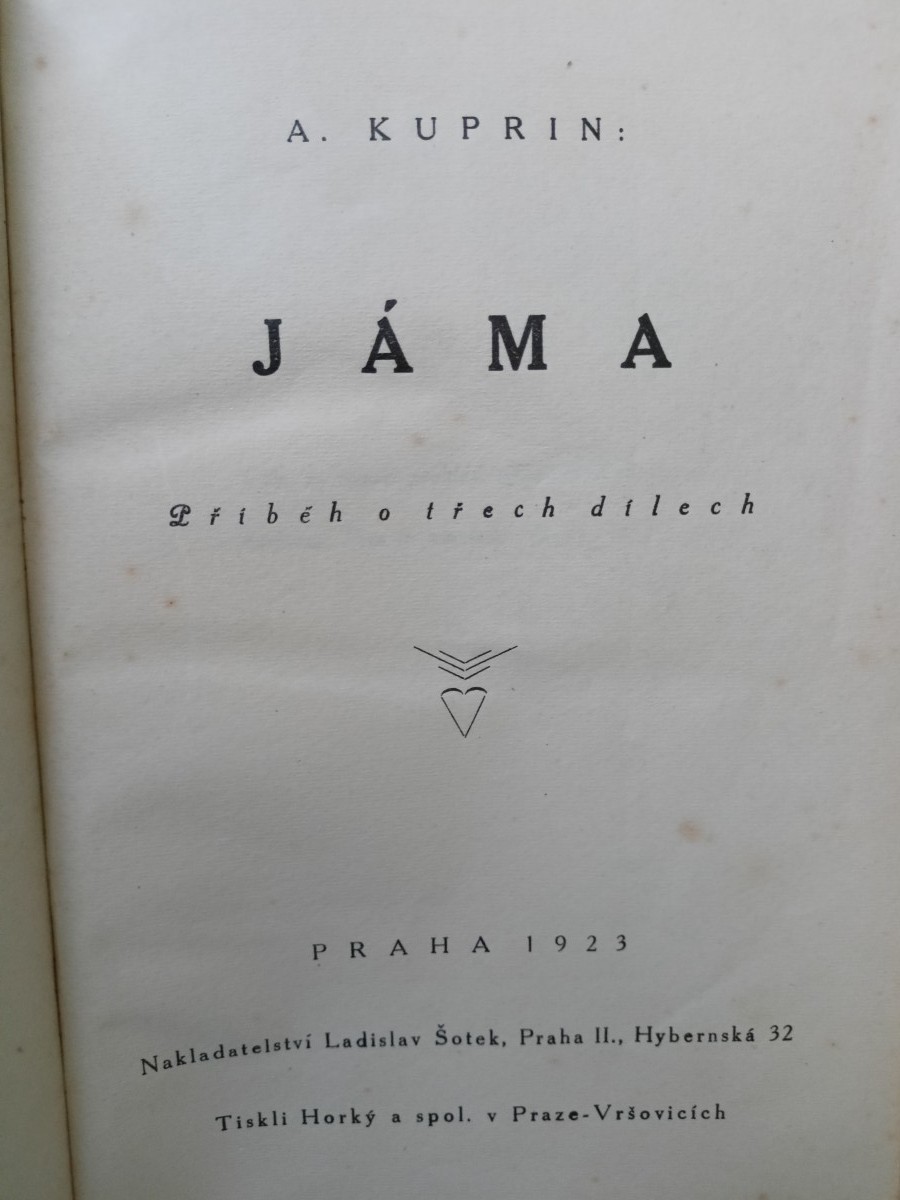 A. KUPRIN:
JÁMA
Příběh o třech dílech
PRAHA 1923
Nakladatelství Ladislav Šotek, Praha II., Hybernská 32
Tiskli Horký a spol. v Praze-Vršovicích